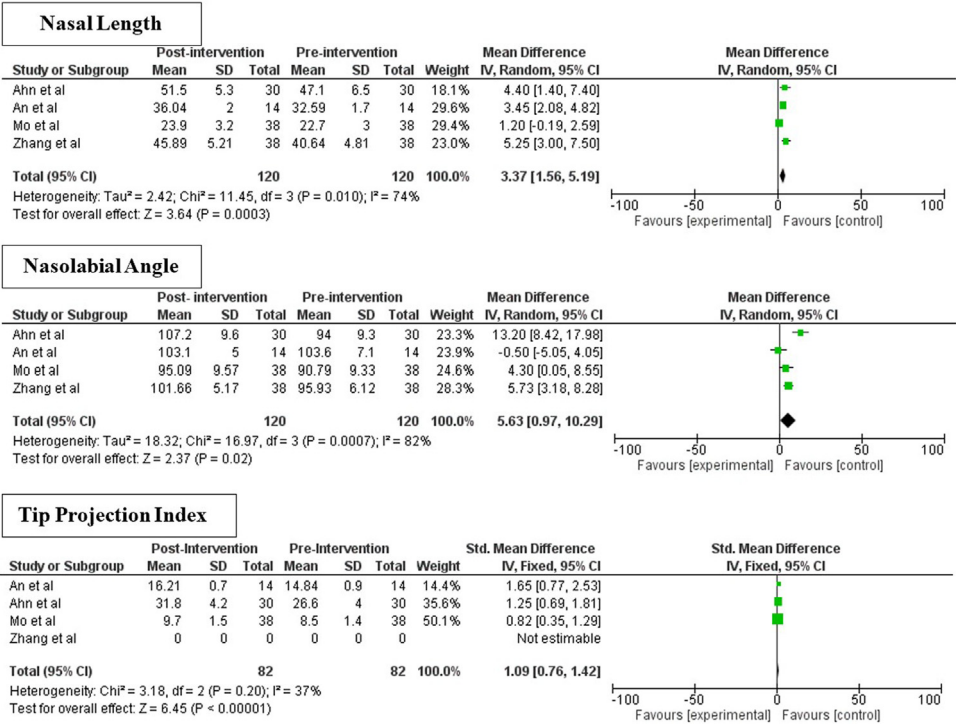 Nasal Length
Post-intervention Pre-intervention Mean Difference Mean Difference
Study or Subgroup Mean SD Total Mean SD Total Weight IV, Random, 95% CI IV, Random, 95% CI
Ahn et al 51.5 5.3 30 47.1 6.5 30 18.1% 4.40 [1.40, 7.40]
An et al 36.04 2 14 32.59 1.7 14 29.6% 3.45 [2.08, 4.82]
Mo et al 23.9 3.2 38 22.7 3 38 29.4% 1.20 [-0.19, 2.59]
Zhang et al 45.89 5.21 38 40.64 4.81 38 23.0% 5.25 [3.00, 7.50]
Total (95% CI) 120 120 100.0% 3.37 [1.56, 5.19]
Heterogeneity: Tau² = 2.42; Chi² = 11.45, df = 3 (P = 0.010); I² = 74%
Test for overall effect: Z = 3.64 (P = 0.0003)
-100 -50 0 50 100
Favours [experimental] Favours [control]
Nasolabial Angle
Post- intervention Pre-intervention Mean Difference Mean Difference
Study or Subgroup Mean SD Total Mean SD Total Weight IV, Random, 95% CI IV, Random, 95% CI
Ahn et al 107.2 9.6 30 94 9.3 30 23.3% 13.20 [8.42, 17.98]
An et al 103.1 5 14 103.6 7.1 14 23.9% -0.50 [-5.05, 4.05]
Mo et al 95.09 9.57 38 90.79 9.33 38 24.6% 4.30 [0.05, 8.55]
Zhang et al 101.66 5.17 38 95.93 6.12 38 28.3% 5.73 [3.18, 8.28]
Total (95% CI) 120 120 100.0% 5.63 [0.97, 10.29]
Heterogeneity: Tau² = 18.32; Chi² = 16.97, df = 3 (P = 0.0007); I² = 82%
Test for overall effect: Z = 2.37 (P = 0.02)
-100 -50 0 50 100
Favours [experimental] Favours [control]
Tip Projection Index
Post-Intervention Pre-Intervention Std. Mean Difference Std. Mean Difference
Study or Subgroup Mean SD Total Mean SD Total Weight IV, Fixed, 95% CI IV, Fixed, 95% CI
An et al 16.21 0.7 14 14.84 0.9 14 14.4% 1.65 [0.77, 2.53]
Ahn et al 31.8 4.2 30 26.6 4 30 35.6% 1.25 [0.69, 1.81]
Mo et al 9.7 1.5 38 8.5 1.4 38 50.1% 0.82 [0.35, 1.29]
Zhang et al 0 0 0 0 0 0 Not estimable
Total (95% CI) 82 82 100.0% 1.09 [0.76, 1.42]
Heterogeneity: Chi² = 3.18, df = 2 (P = 0.20); I² = 37%
Test for overall effect: Z = 6.45 (P < 0.00001)
-100 -50 0 50 100
Favours [experimental] Favours [control]